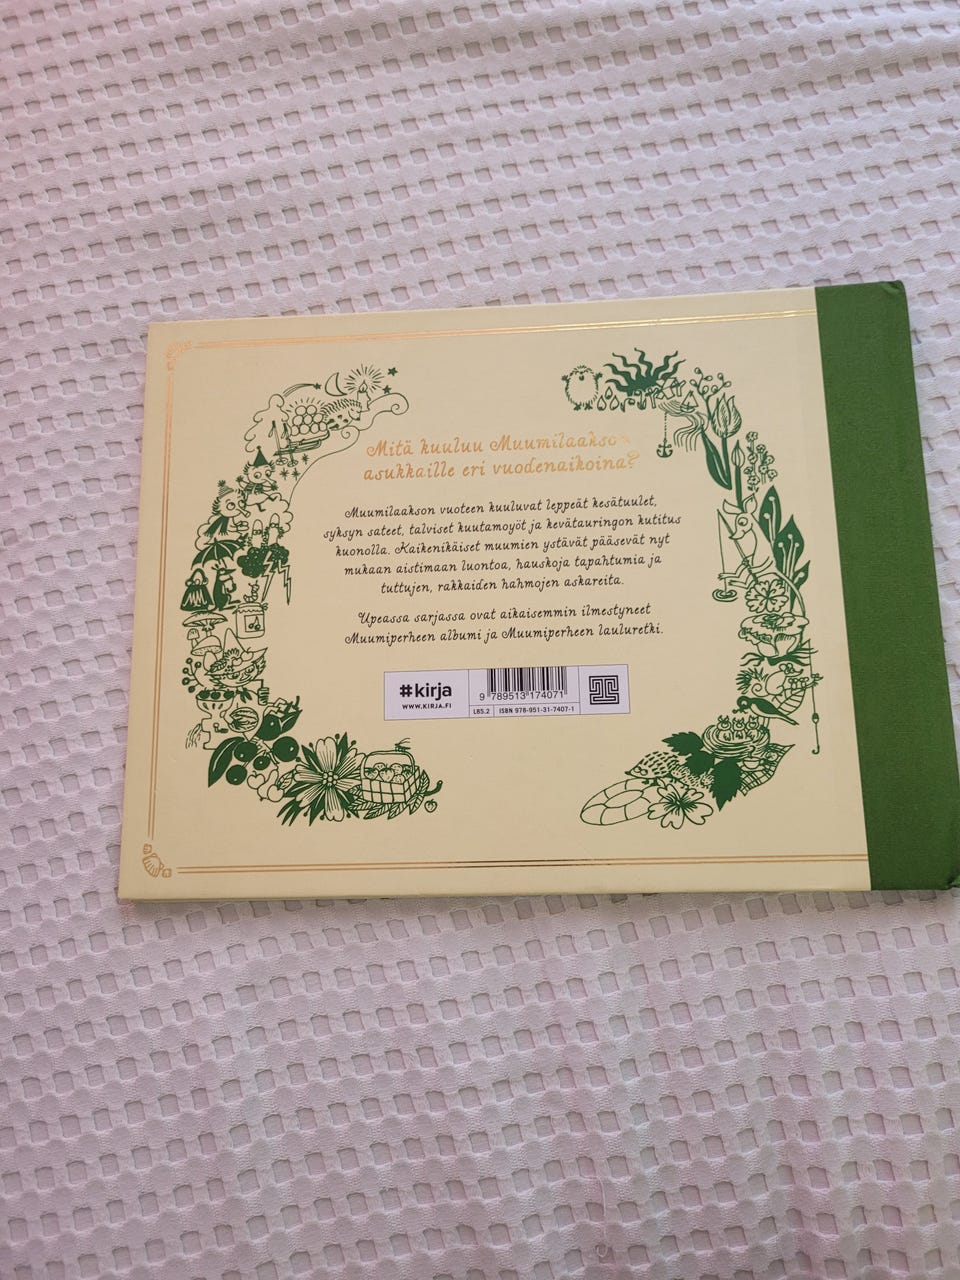 Mitä kuuluu Muumilaakson
asukkaille eri vuodenaikoina?
Muumilaakson vuoteen kuuluvat leppeät kesätuulet,
syksyn sateet, talviset kuutamoyöt ja kevätauringon kutitus
kuonolla. Kaikenikäiset muumien ystävät pääsevät nyt
mukaan aistimaan luontoa, hauskoja tapahtumia ja
tuttujen, rakkaiden hahmojen askareita.
Upeassa sarjassa ovat aikaisemmin ilmestyneet
Muumiperheen albumi ja Muumiperheen lauluretki.
#kirja
WWW.KIRJA.FI
9 789513 174071
L85.2 ISBN 978-951-31-7407-1